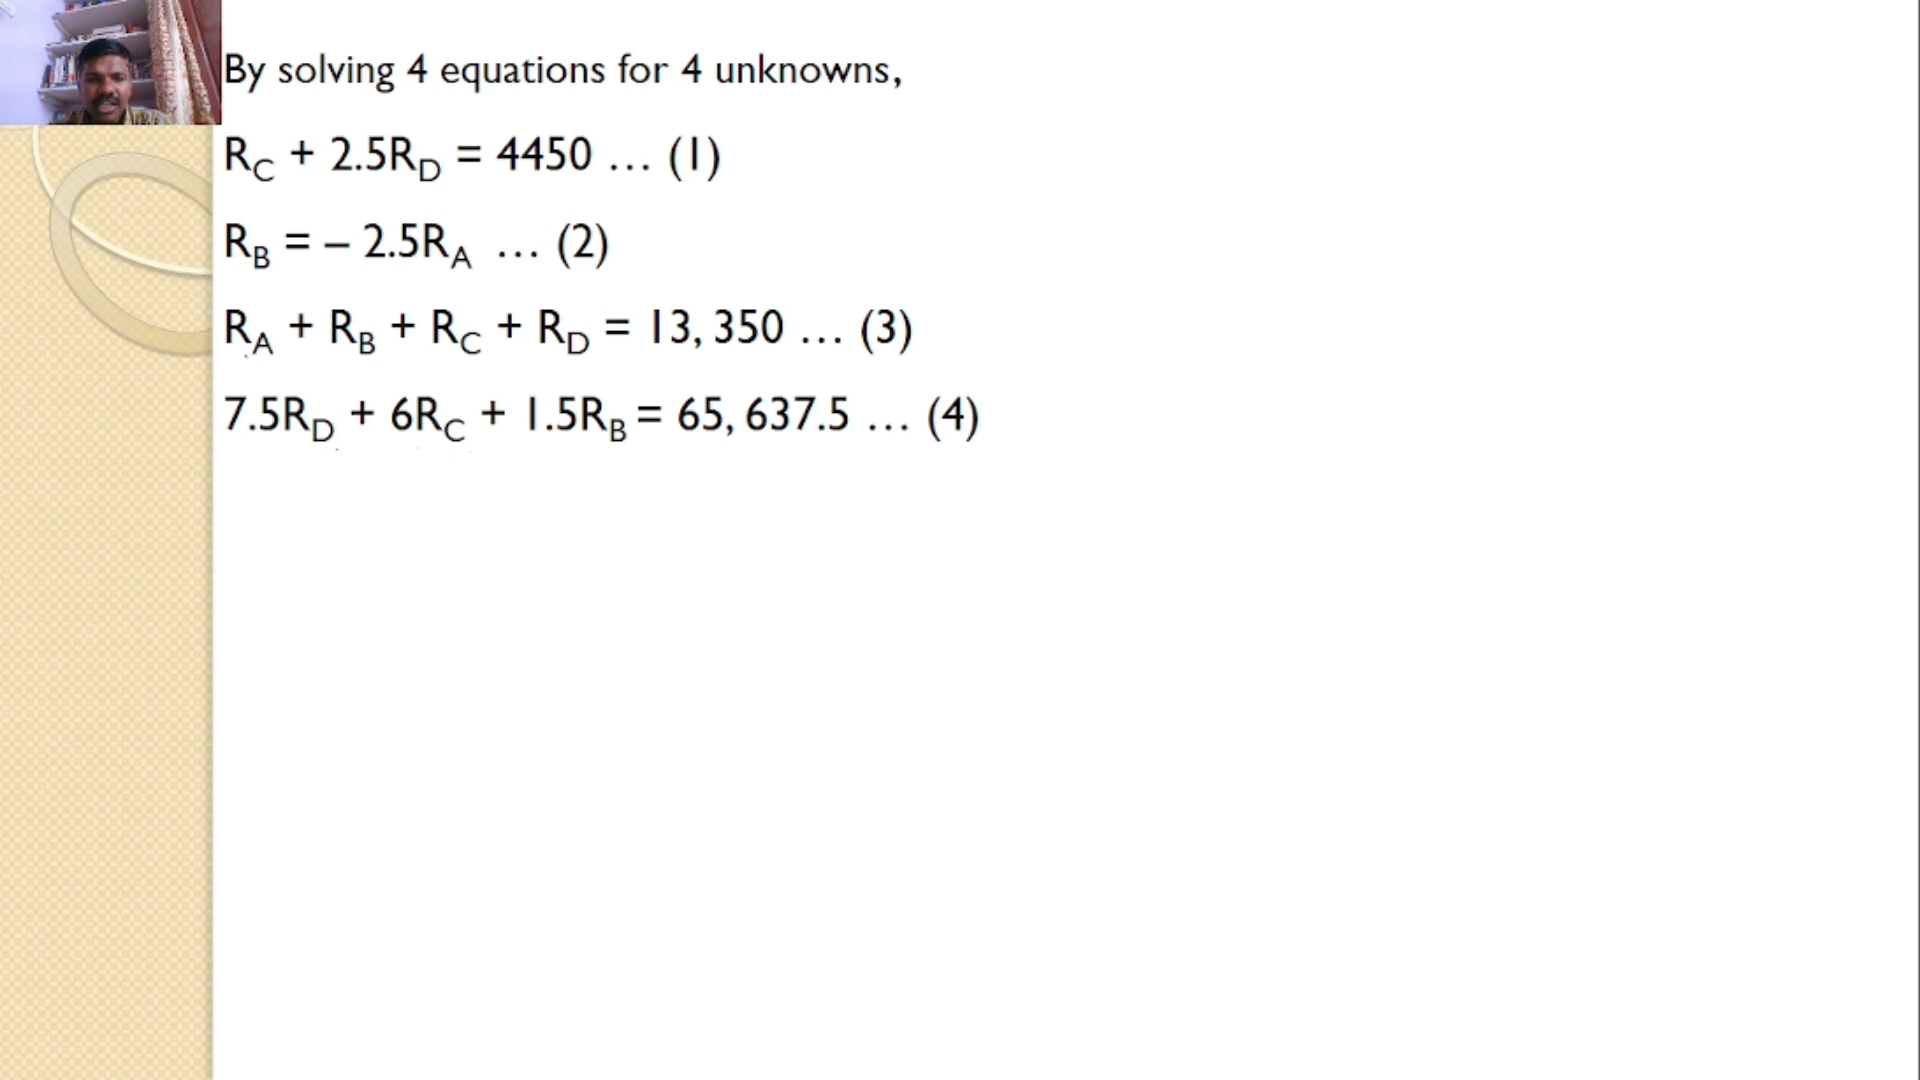 By solving 4 equations for 4 unknowns,
R_C + 2.5R_D = 4450 … (1)
R_B = – 2.5R_A … (2)
R_A + R_B + R_C + R_D = 13, 350 … (3)
7.5R_D + 6R_C + 1.5R_B = 65, 637.5 … (4)